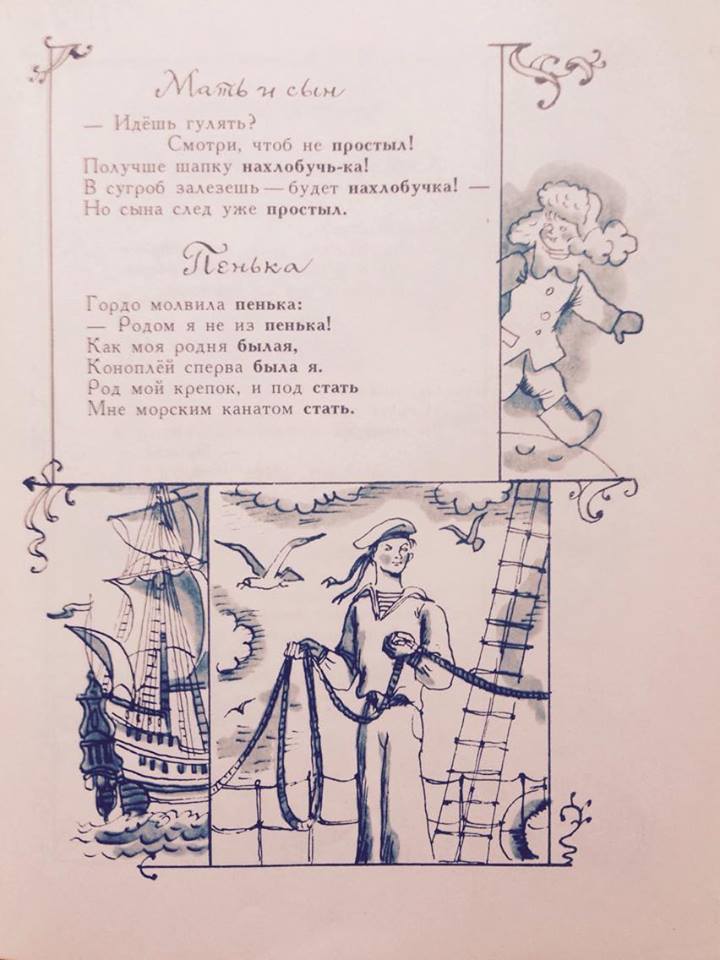 Мать и сын
— Идёшь гулять?
Смотри, чтоб не простыл!
Получше шапку нахлобучь-ка!
В сугроб залезешь — будет нахлобучка! —
Но сына след уже простыл.
Пенька
Гордо молвила пенька:
— Родом я не из пенька!
Как моя родня былая,
Коноплёй сперва была я.
Род мой крепок, и под стать
Мне морским канатом стать.